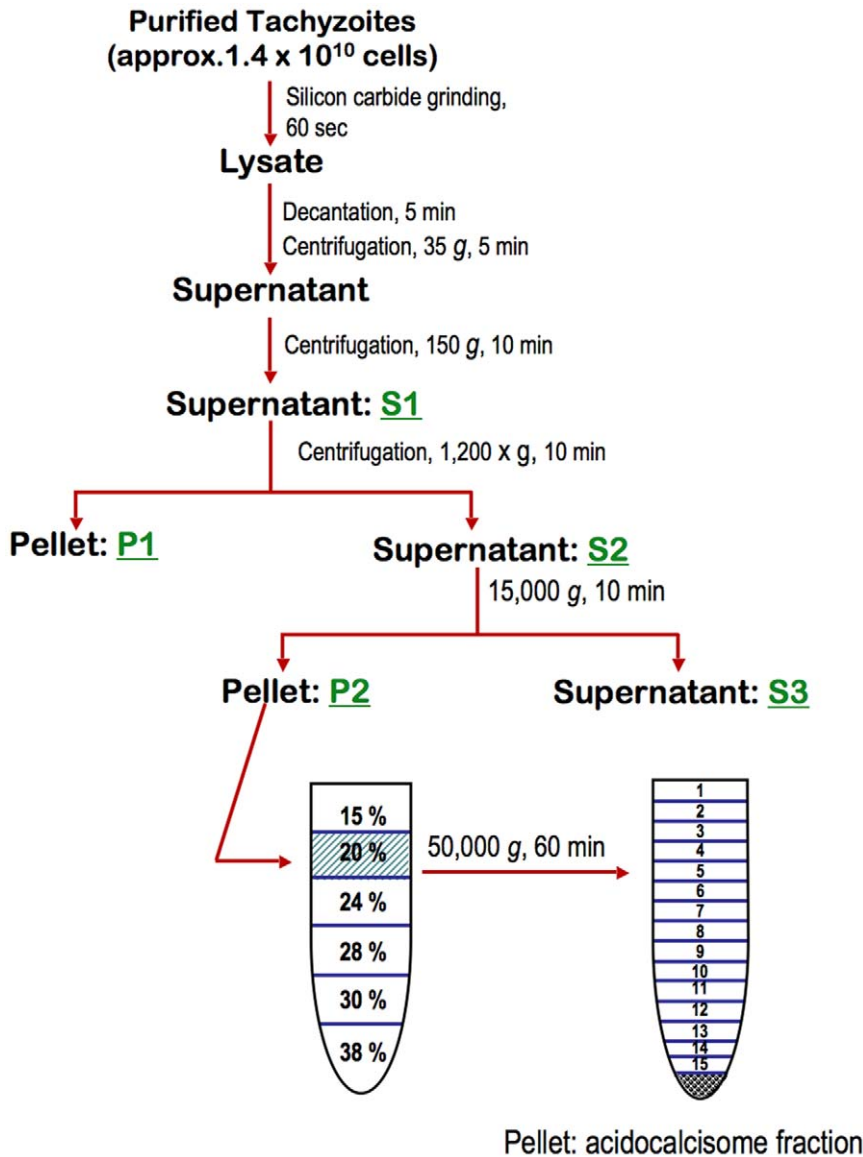 Purified Tachyzoites
(approx.1.4 x 10¹⁰ cells)
Silicon carbide grinding,
60 sec
Lysate
Decantation, 5 min
Centrifugation, 35 g, 5 min
Supernatant
Centrifugation, 150 g, 10 min
Supernatant: S1
Centrifugation, 1,200 x g, 10 min
Pellet: P1
Supernatant: S2
15,000 g, 10 min
Pellet: P2
Supernatant: S3
15 %
20 %
24 %
28 %
30 %
38 %
50,000 g, 60 min
1
2
3
4
5
6
7
8
9
10
11
12
13
14
15
Pellet: acidocalcisome fraction